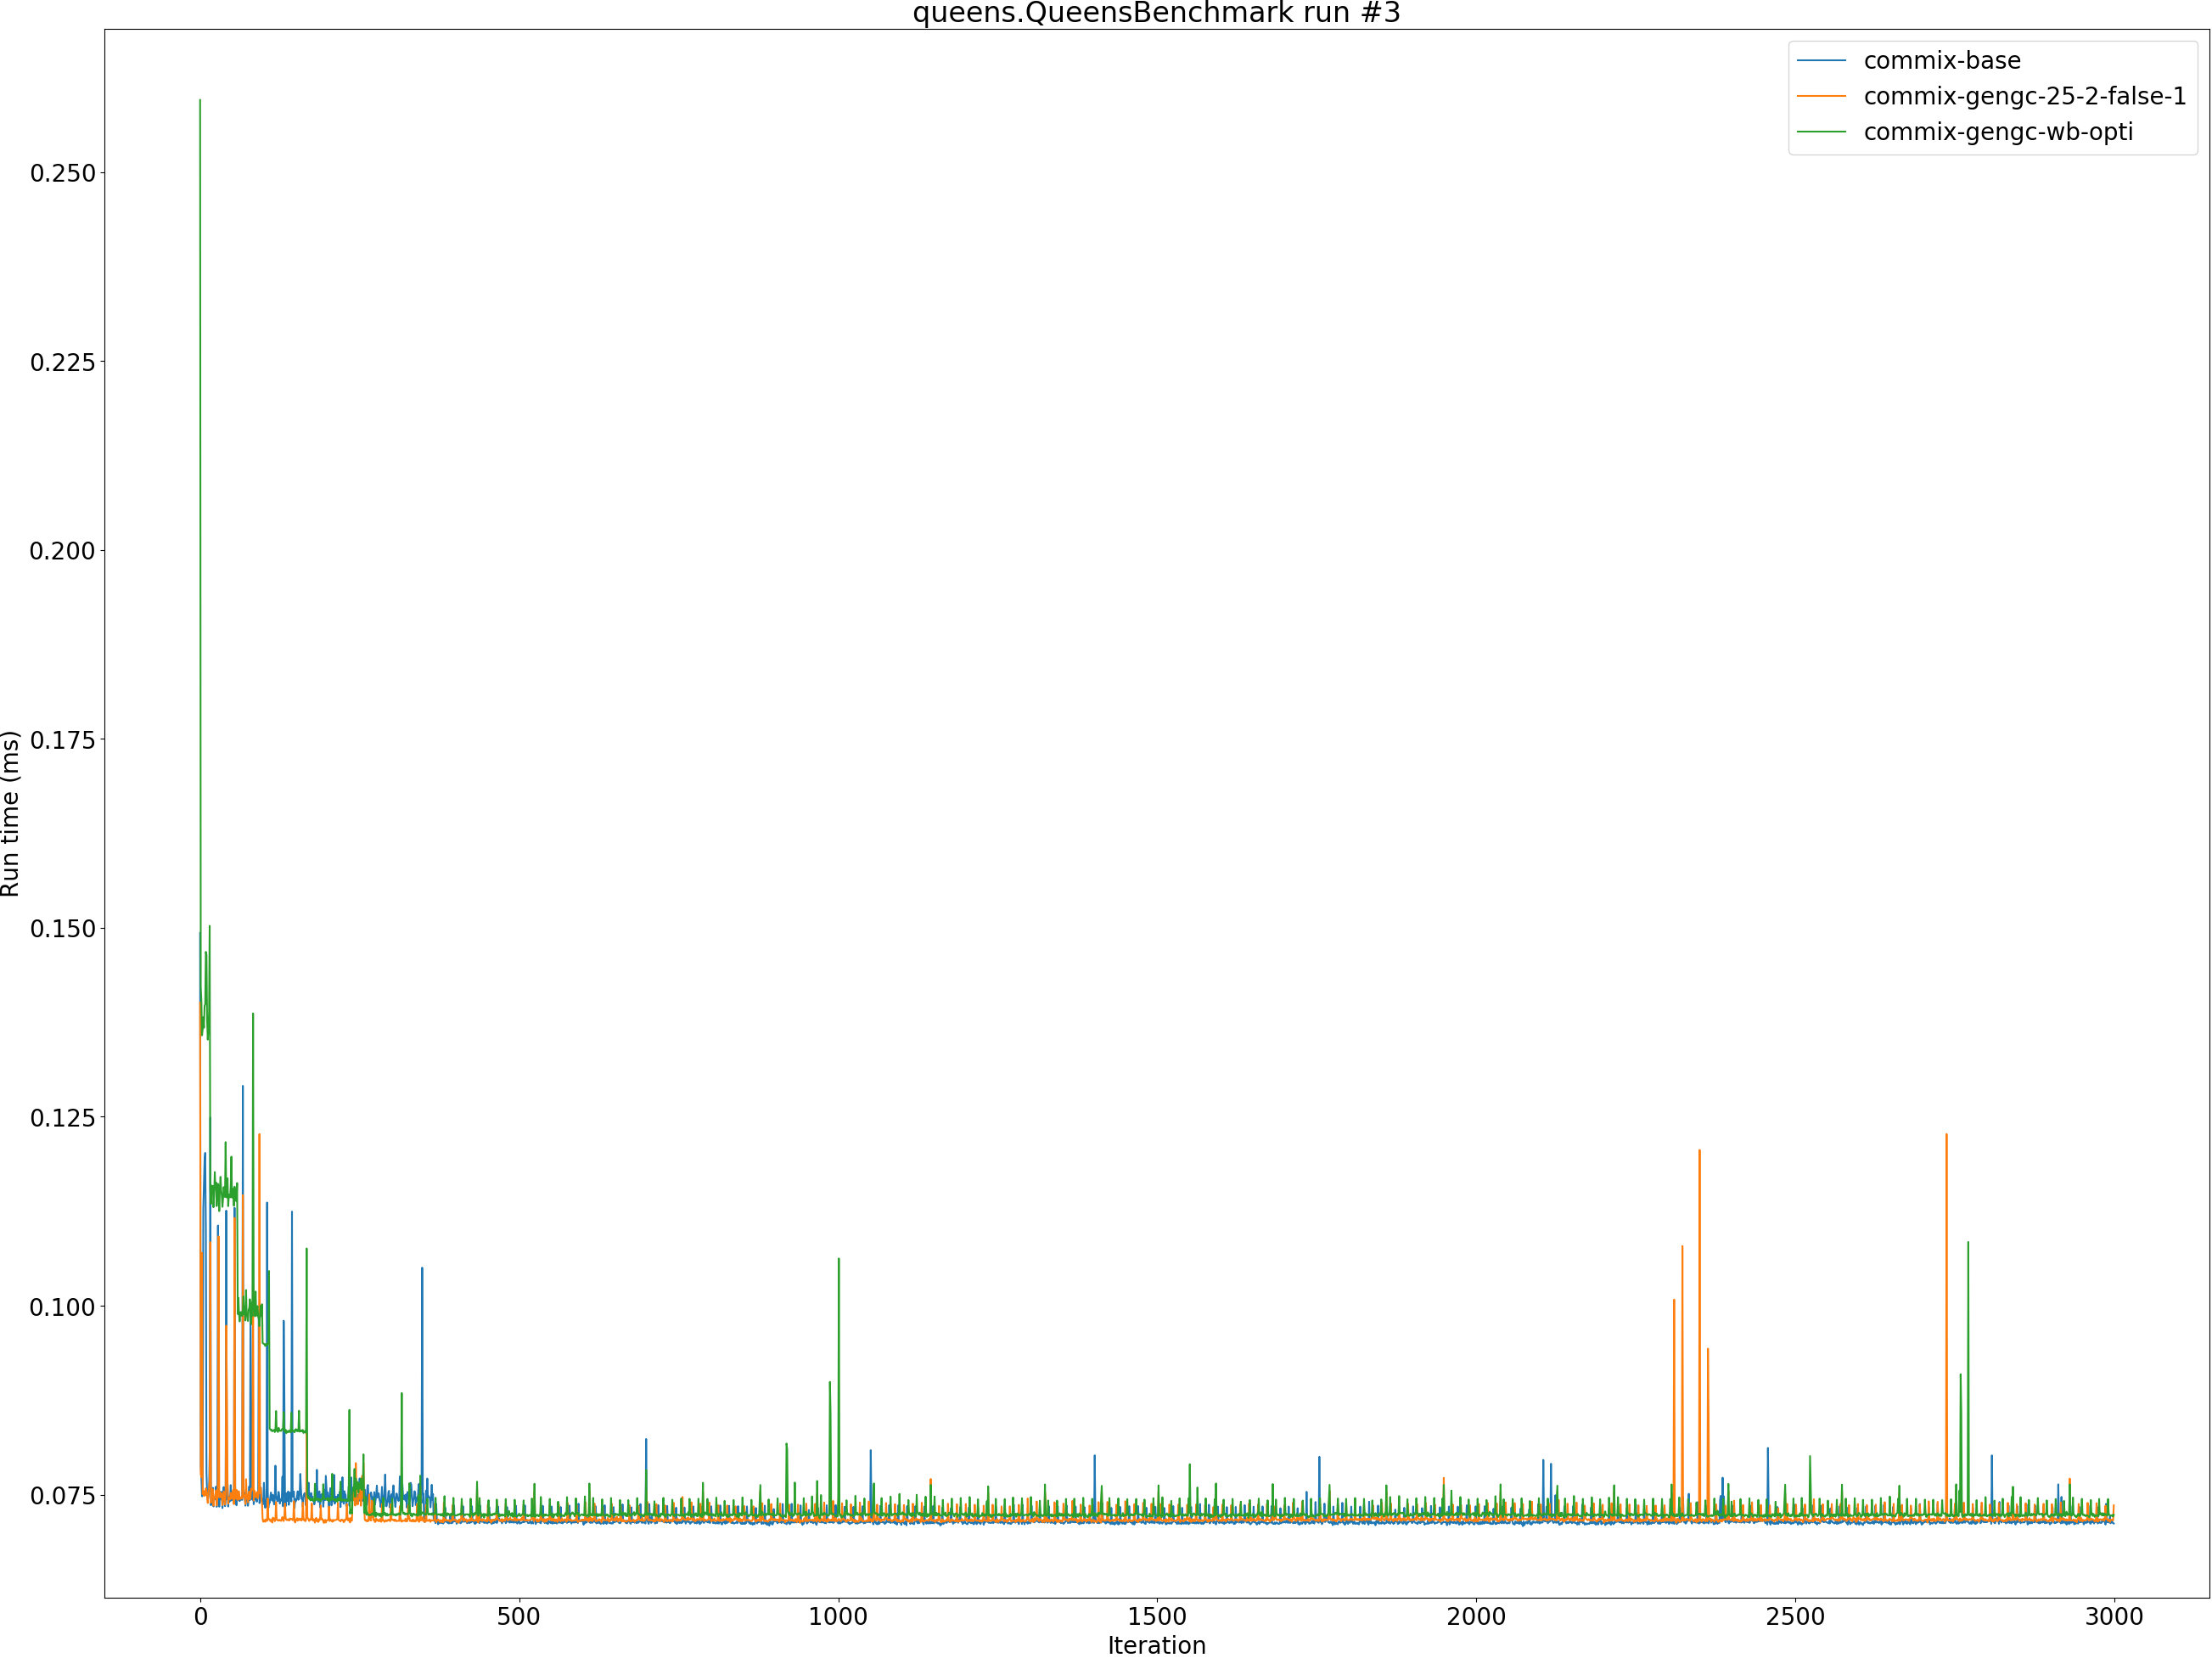 queens.QueensBenchmark run #3
commix-base
commix-gengc-25-2-false-1
commix-gengc-wb-opti
Run time (ms)
0.250
0.225
0.200
0.175
0.150
0.125
0.100
0.075
0
500
1000
1500
2000
2500
3000
Iteration